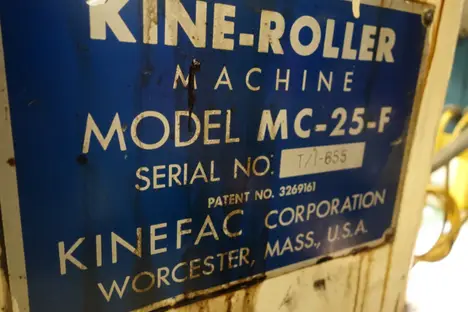 KINE-ROLLER
MACHINE
MODEL MC-25-F
SERIAL NO: T/1-655
PATENT NO. 3269161
KINEFAC CORPORATION
WORCESTER, MASS., U.S.A.